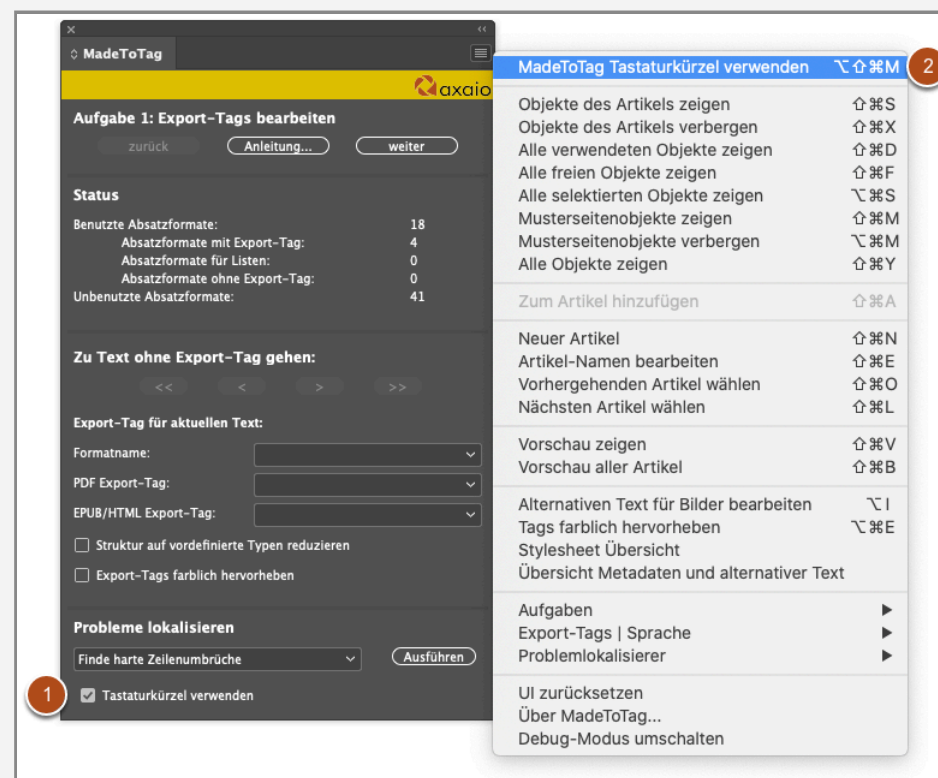 MadeToTag
axaio
Aufgabe 1: Export-Tags bearbeiten
zurück Anleitung... weiter
Status
Benutzte Absatzformate: 18
Absatzformate mit Export-Tag: 4
Absatzformate für Listen: 0
Absatzformate ohne Export-Tag: 0
Unbenutzte Absatzformate: 41
Zu Text ohne Export-Tag gehen:
<< < > >>
Export-Tag für aktuellen Text:
Formatname:
PDF Export-Tag:
EPUB/HTML Export-Tag:
Struktur auf vordefinierte Typen reduzieren
Export-Tags farblich hervorheben
Probleme lokalisieren
Finde harte Zeilenumbrüche Ausführen
1 Tastaturkürzel verwenden
MadeToTag Tastaturkürzel verwenden ⌥⇧⌘M 2
Objekte des Artikels zeigen ⇧⌘S
Objekte des Artikels verbergen ⇧⌘X
Alle verwendeten Objekte zeigen ⇧⌘D
Alle freien Objekte zeigen ⇧⌘F
Alle selektierten Objekte zeigen ⌥⌘S
Musterseitenobjekte zeigen ⇧⌘M
Musterseitenobjekte verbergen ⌥⌘M
Alle Objekte zeigen ⇧⌘Y
Zum Artikel hinzufügen ⇧⌘A
Neuer Artikel ⇧⌘N
Artikel-Namen bearbeiten ⇧⌘E
Vorhergehenden Artikel wählen ⇧⌘O
Nächsten Artikel wählen ⇧⌘L
Vorschau zeigen ⇧⌘V
Vorschau aller Artikel ⇧⌘B
Alternativen Text für Bilder bearbeiten ⌥I
Tags farblich hervorheben ⌥⌘E
Stylesheet Übersicht
Übersicht Metadaten und alternativer Text
Aufgaben ▶
Export-Tags | Sprache ▶
Problemlokalisierer ▶
UI zurücksetzen
Über MadeToTag...
Debug-Modus umschalten